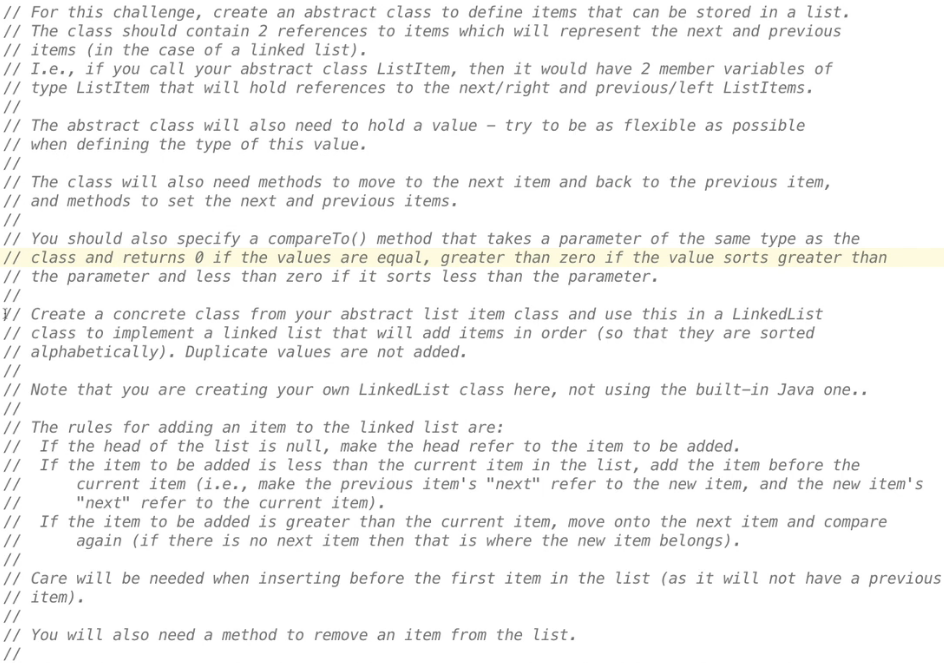 // For this challenge, create an abstract class to define items that can be stored in a list.
// The class should contain 2 references to items which will represent the next and previous
// items (in the case of a linked list).
// I.e., if you call your abstract class ListItem, then it would have 2 member variables of
// type ListItem that will hold references to the next/right and previous/left ListItems.
//
// The abstract class will also need to hold a value - try to be as flexible as possible
// when defining the type of this value.
//
// The class will also need methods to move to the next item and back to the previous item,
// and methods to set the next and previous items.
//
// You should also specify a compareTo() method that takes a parameter of the same type as the
// class and returns 0 if the values are equal, greater than zero if the value sorts greater than
// the parameter and less than zero if it sorts less than the parameter.
//
// Create a concrete class from your abstract list item class and use this in a LinkedList
// class to implement a linked list that will add items in order (so that they are sorted
// alphabetically). Duplicate values are not added.
//
// Note that you are creating your own LinkedList class here, not using the built-in Java one..
//
// The rules for adding an item to the linked list are:
//  If the head of the list is null, make the head refer to the item to be added.
//  If the item to be added is less than the current item in the list, add the item before the
//      current item (i.e., make the previous item's "next" refer to the new item, and the new item's
//      "next" refer to the current item).
//  If the item to be added is greater than the current item, move onto the next item and compare
//      again (if there is no next item then that is where the new item belongs).
//
// Care will be needed when inserting before the first item in the list (as it will not have a previous
// item).
//
// You will also need a method to remove an item from the list.
//